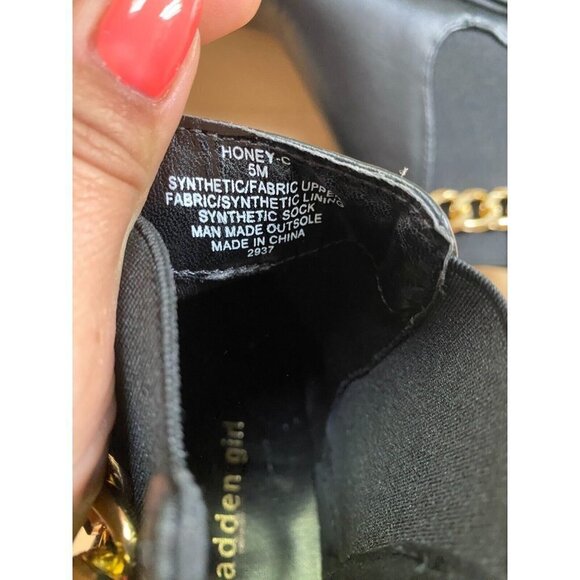 HONEY-C
5M
SYNTHETIC/FABRIC UPPER
FABRIC/SYNTHETIC LINING
SYNTHETIC SOCK
MAN MADE OUTSOLE
MADE IN CHINA
2937
adden girl